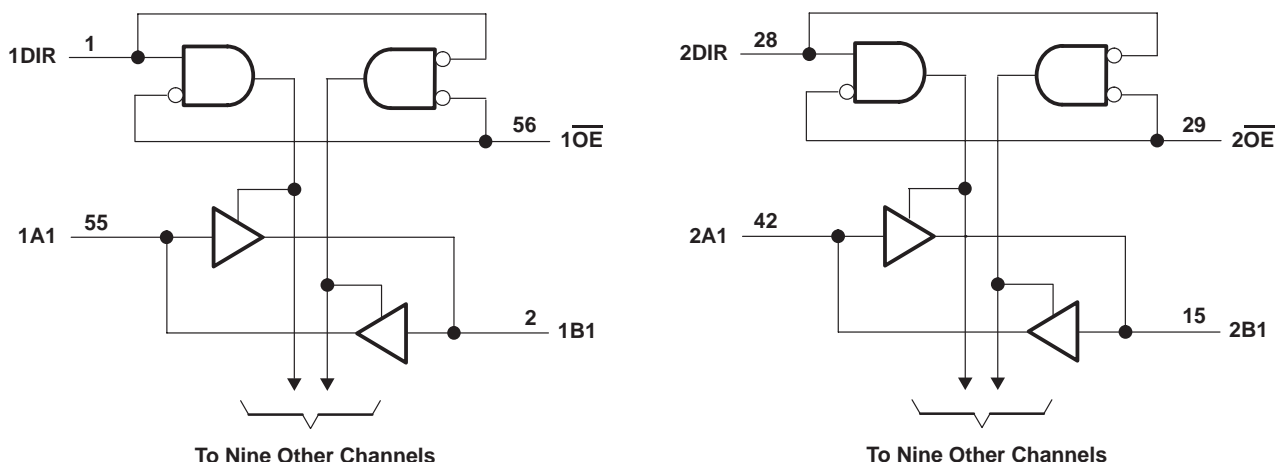 1DIR 1
56 1OE
1A1 55
2 1B1
To Nine Other Channels
2DIR 28
29 2OE
2A1 42
15 2B1
To Nine Other Channels